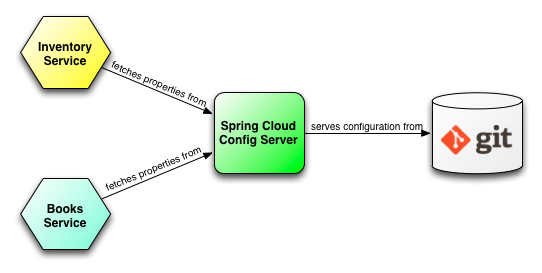 Inventory
Service
fetches properties from
Spring Cloud
Config Server
serves configuration from
git
fetches properties from
Books
Service